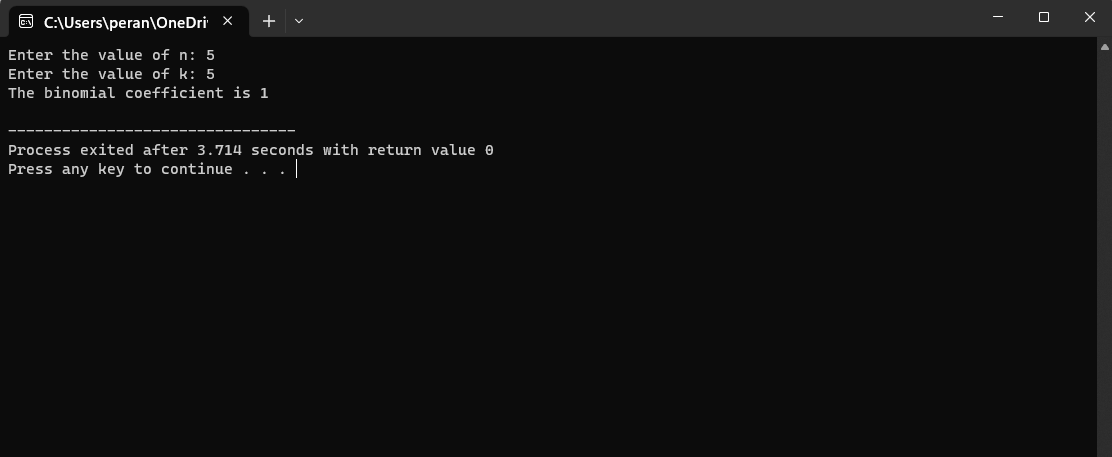 C:\Users\peran\OneDri
Enter the value of n: 5
Enter the value of k: 5
The binomial coefficient is 1
--------------------------------
Process exited after 3.714 seconds with return value 0
Press any key to continue . . .